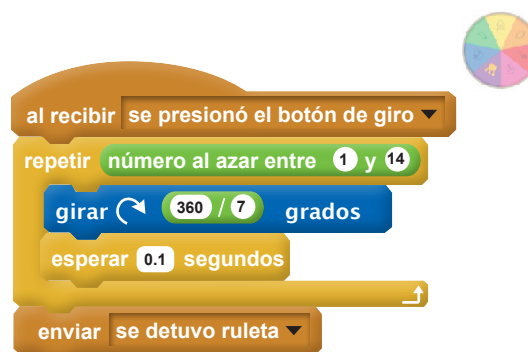 al recibir se presionó el botón de giro
repetir número al azar entre 1 y 14
girar 360 / 7 grados
esperar 0.1 segundos
enviar se detuvo ruleta